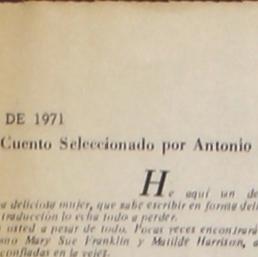 DE 1971
Cuento Seleccionado por Antonio
He aquí un de
a deliciosa mujer, que sabe escribir en forma deli
traducción lo echa todo a perder.
usted a pesar de todo. Pocas veces encontrará
ano Mary Sue Franklin y Matilde Harrison, a
confiadas en la vejez.